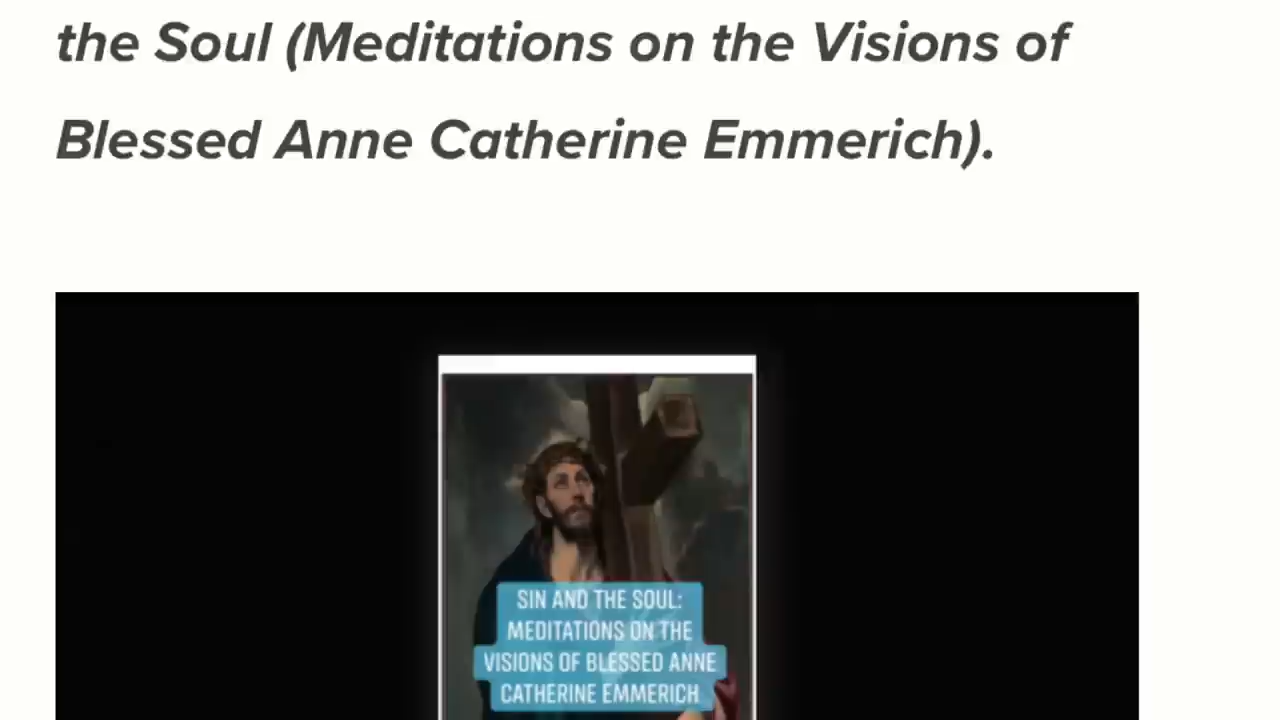 the Soul (Meditations on the Visions of
Blessed Anne Catherine Emmerich).
SIN AND THE SOUL:
MEDITATIONS ON THE
VISIONS OF BLESSED ANNE
CATHERINE EMMERICH